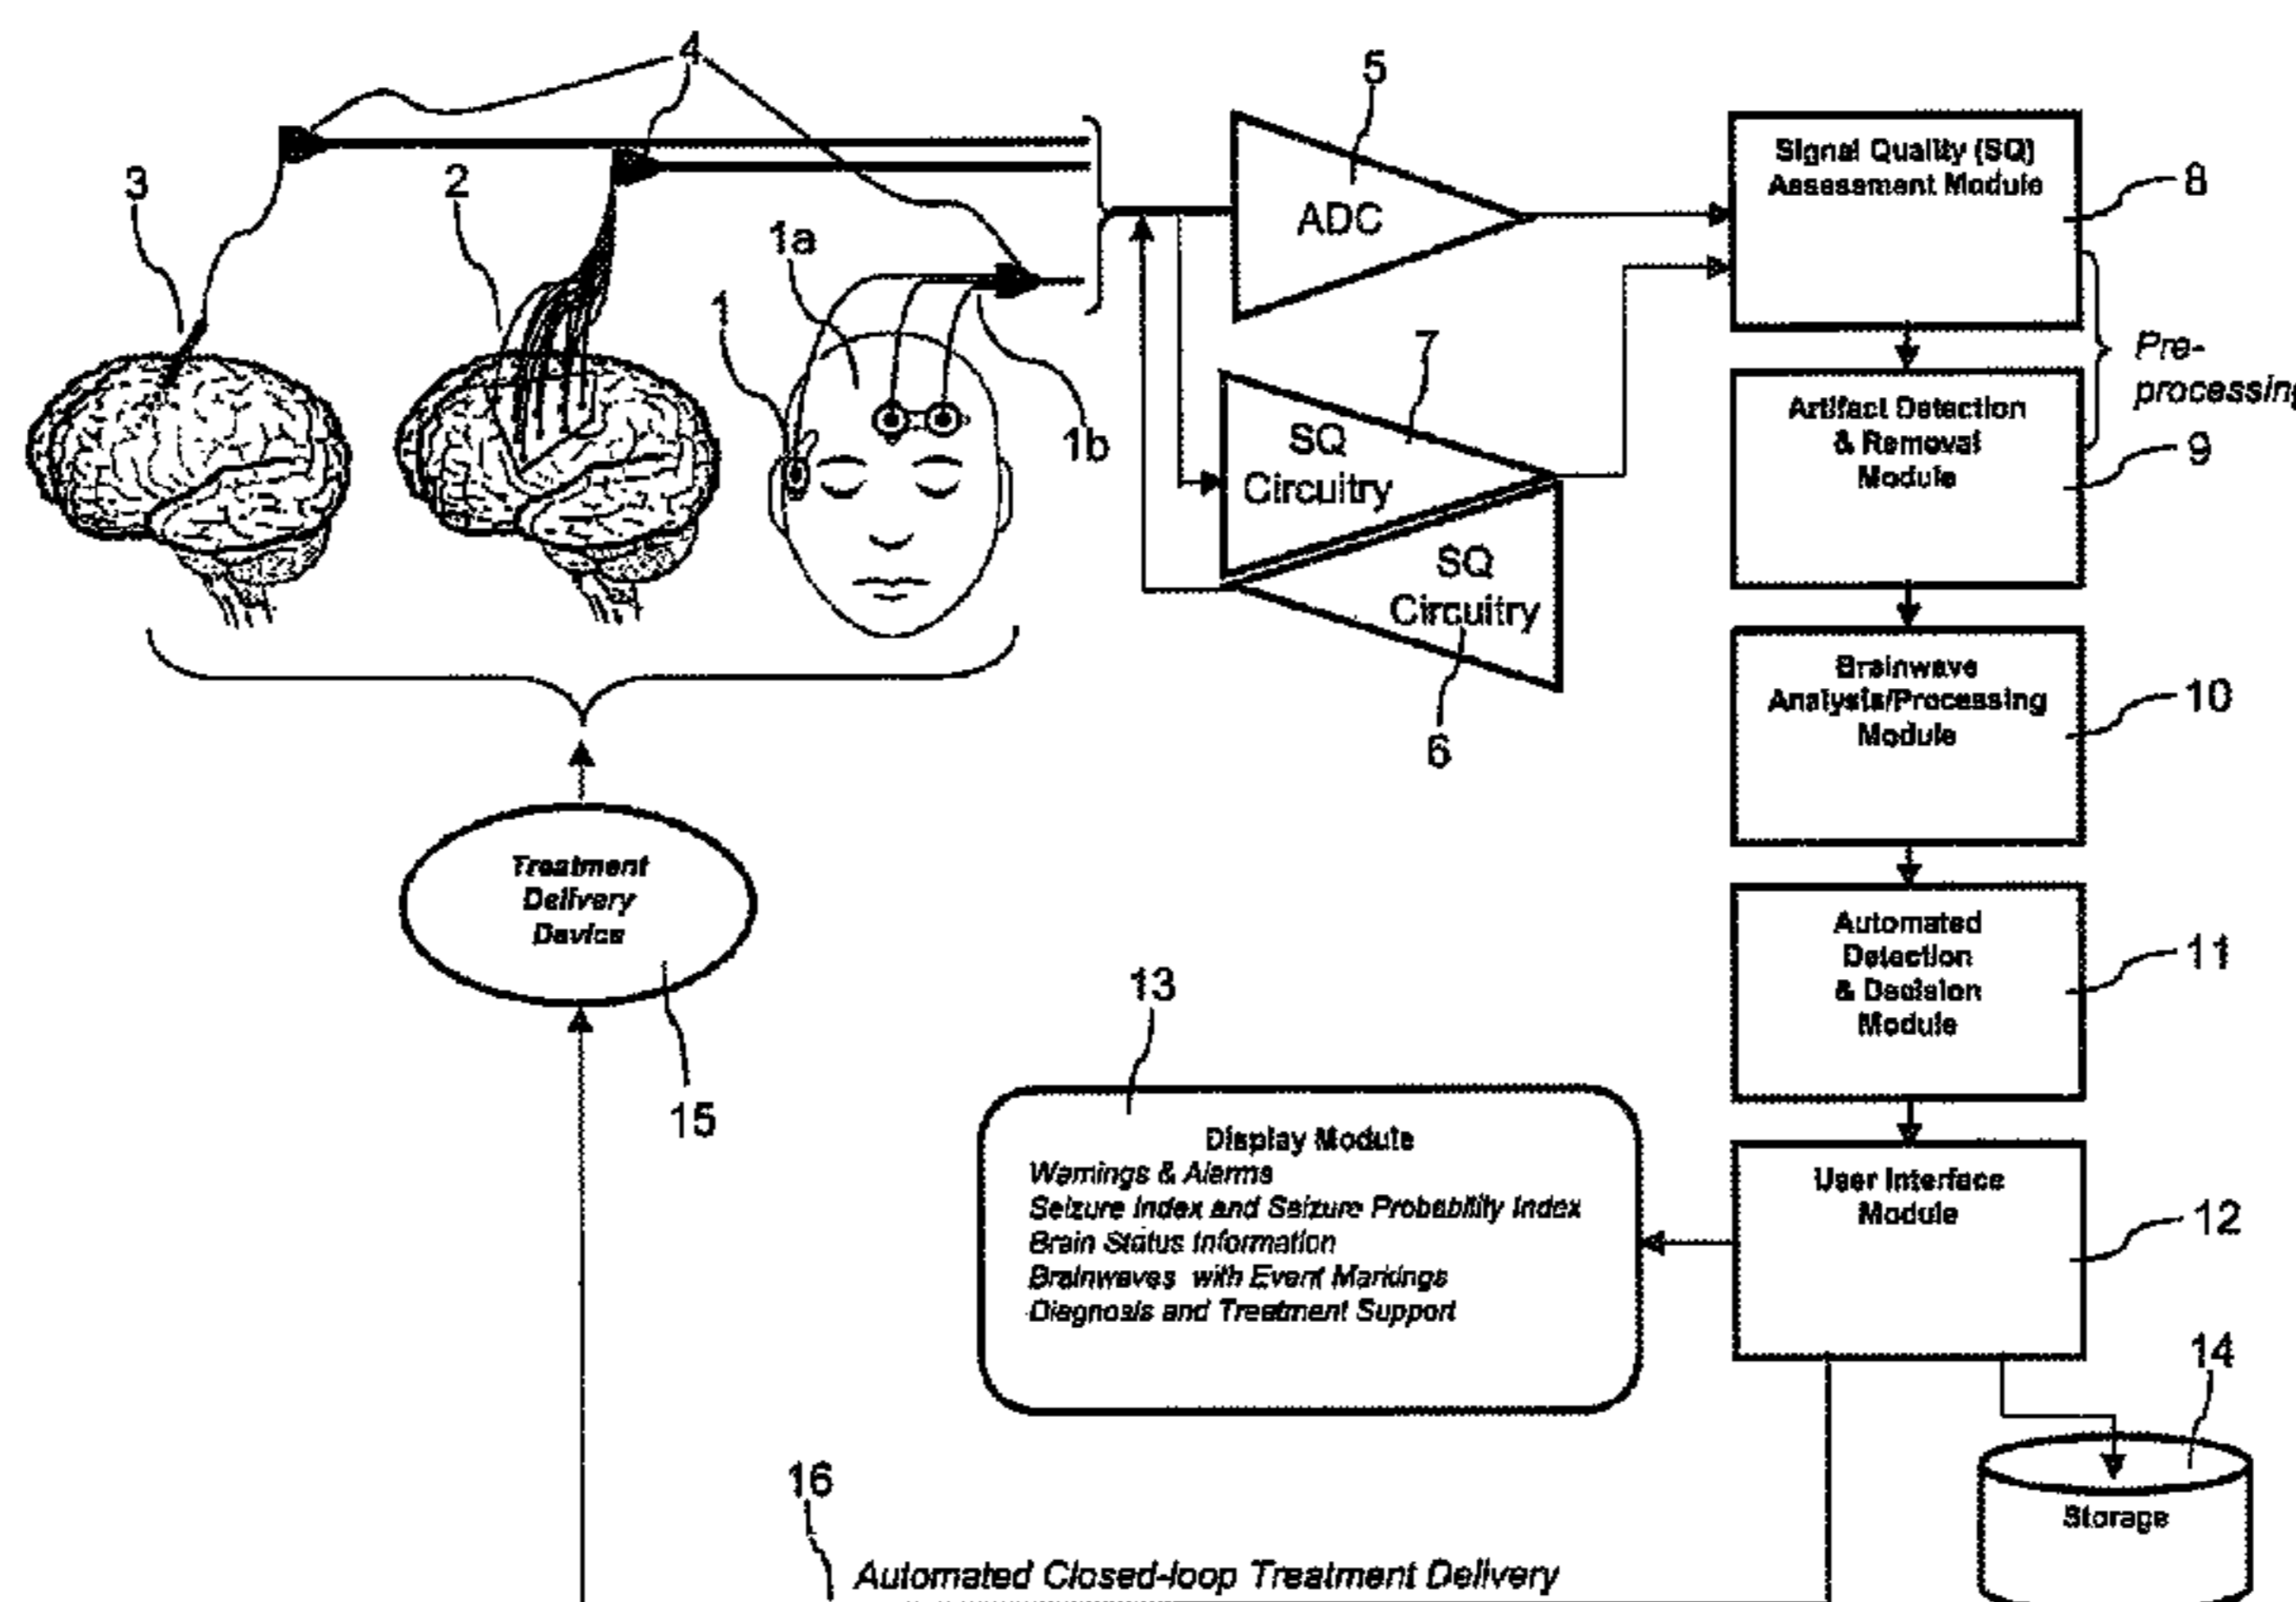 4
5
3
2
1a
1
1b
ADC
Signal Quality (SQ)
Assessment Module
8
Pre-
processing
7
SQ
Circuitry
SQ
Circuitry
6
Artifact Detection
& Removal
Module
9
Brainwave
Analysis/Processing
Module
10
Treatment
Delivery
Device
15
Automated
Detection
& Decision
Module
11
13
Display Module
Warnings & Alarms
Seizure Index and Seizure Probability Index
Brain Status Information
Brainwaves with Event Markings
Diagnosis and Treatment Support
User Interface
Module
12
14
Storage
16
Automated Closed-loop Treatment Delivery